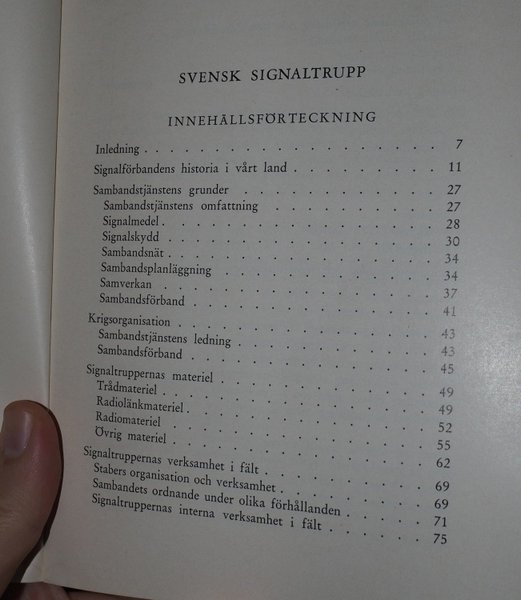 SVENSK SIGNALTRUPP
INNEHÅLLSFÖRTECKNING
Inledning . . . . . . . . . . . . . . . . . 7
Signalförbandens historia i vårt land . . . . . . . . 11
Sambandstjänstens grunder . . . . . . . . . . . 27
Sambandstjänstens omfattning . . . . . . . . . 27
Signalmedel . . . . . . . . . . . . . . . 28
Signalskydd . . . . . . . . . . . . . . . 30
Sambandsnät . . . . . . . . . . . . . . . 34
Sambandsplanläggning . . . . . . . . . . . . 34
Samverkan . . . . . . . . . . . . . . . 37
Sambandsförband . . . . . . . . . . . . . 41
Krigsorganisation . . . . . . . . . . . . . . 43
Sambandstjänstens ledning . . . . . . . . . . 43
Sambandsförband . . . . . . . . . . . . . 45
Signaltruppernas materiel . . . . . . . . . . . 49
Trådmateriel . . . . . . . . . . . . . . 49
Radiolänkmateriel . . . . . . . . . . . . . 52
Radiomateriel . . . . . . . . . . . . . . 55
Övrig materiel . . . . . . . . . . . . . . 62
Signaltruppernas verksamhet i fält . . . . . . . . . 69
Stabers organisation och verksamhet . . . . . . . . 69
Sambandets ordnande under olika förhållanden . . . . . 71
Signaltruppernas interna verksamhet i fält . . . . . . 75